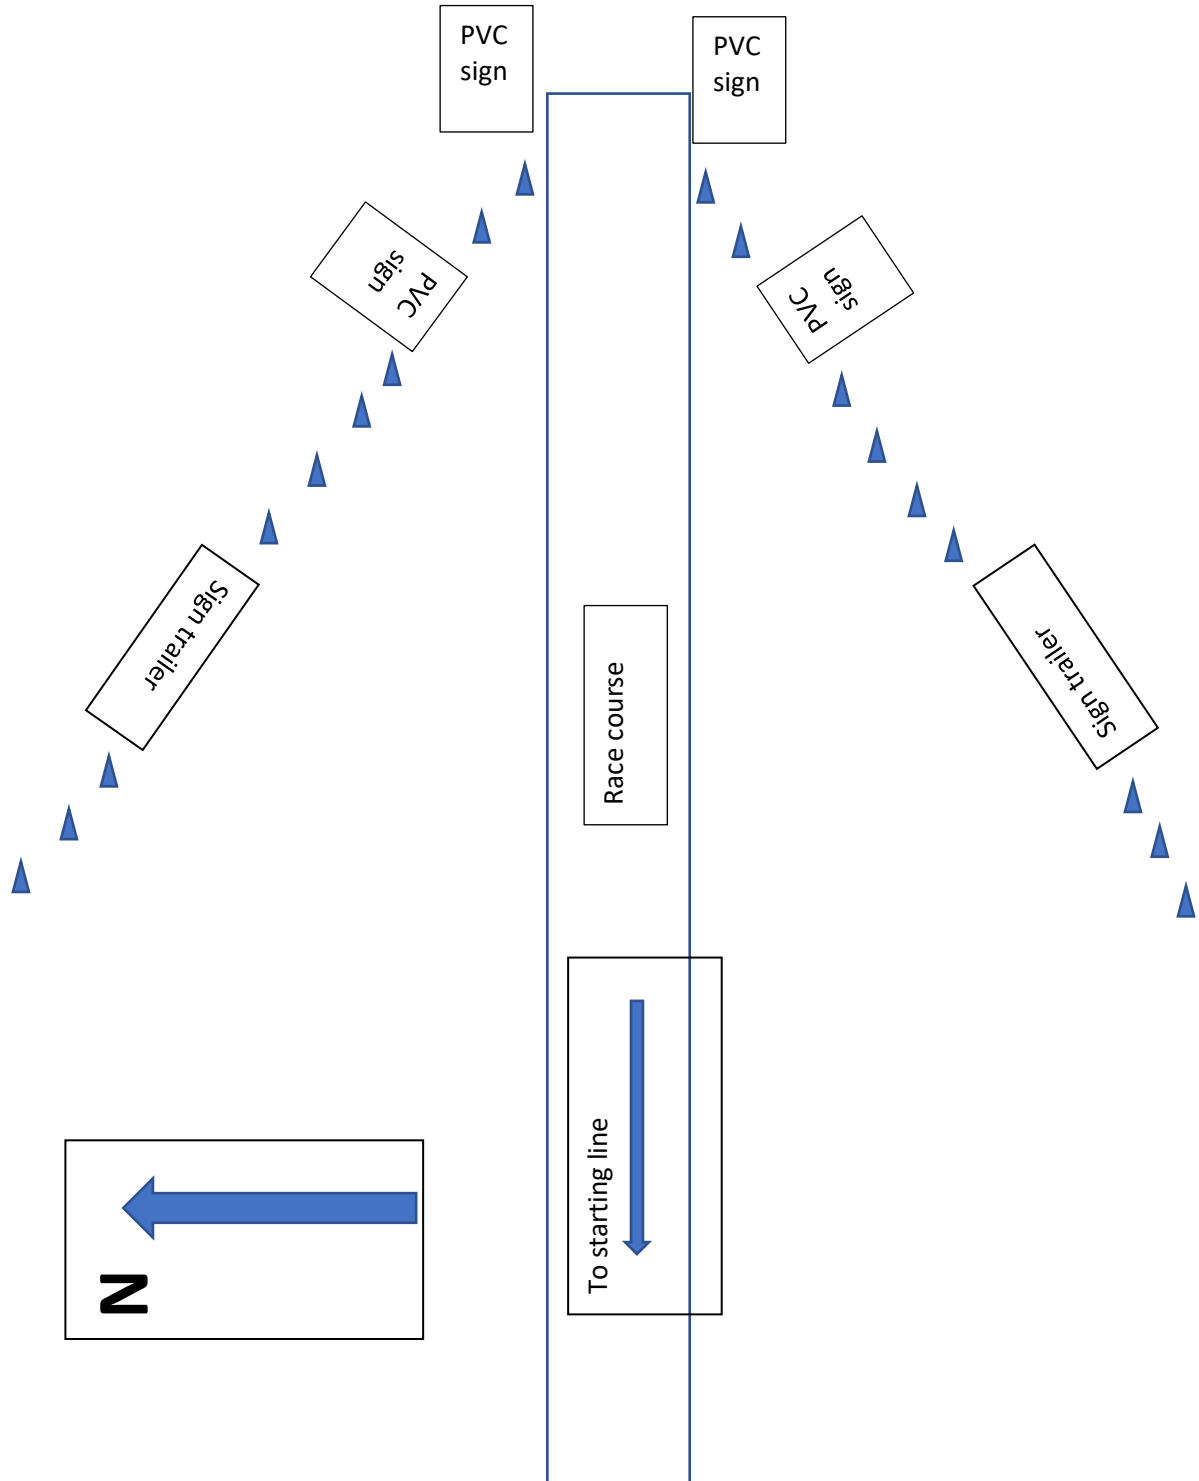 PVC
sign
PVC
sign
PVC
sign
PVC
sign
Sign trailer
Sign trailer
Race course
To starting line
N